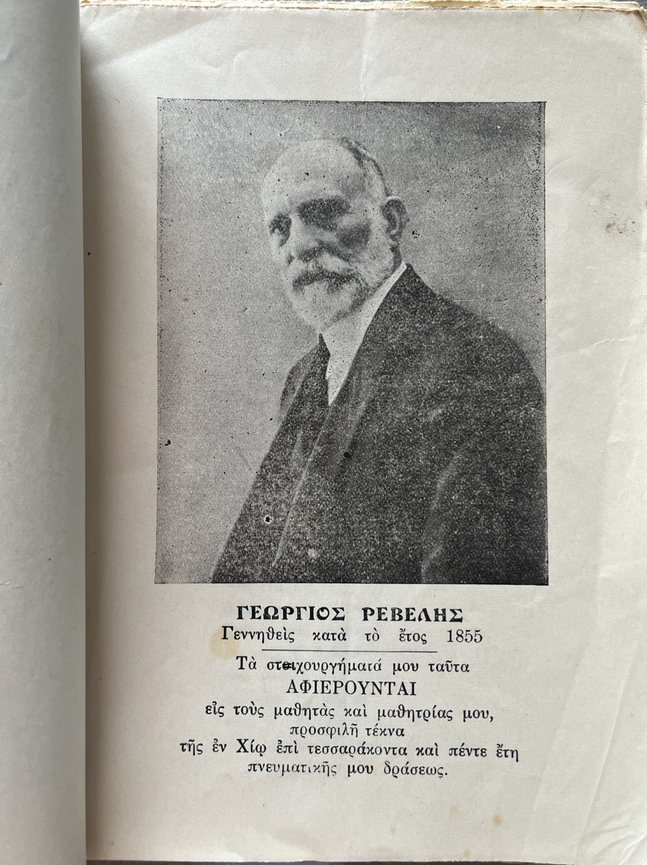 ΓΕΩΡΓΙΟΣ ΡΕΒΕΛΗΣ
Γεννηθεὶς κατὰ τὸ ἔτος 1855
Τὰ στιχουργήματά μου ταῦτα
ΑΦΙΕΡΟΥΝΤΑΙ
εἰς τοὺς μαθητὰς καὶ μαθητρίας μου,
προσφιλῆ τέκνα
τῆς ἐν Χίῳ ἐπὶ τεσσαράκοντα καὶ πέντε ἔτη
πνευματικῆς μου δράσεως.